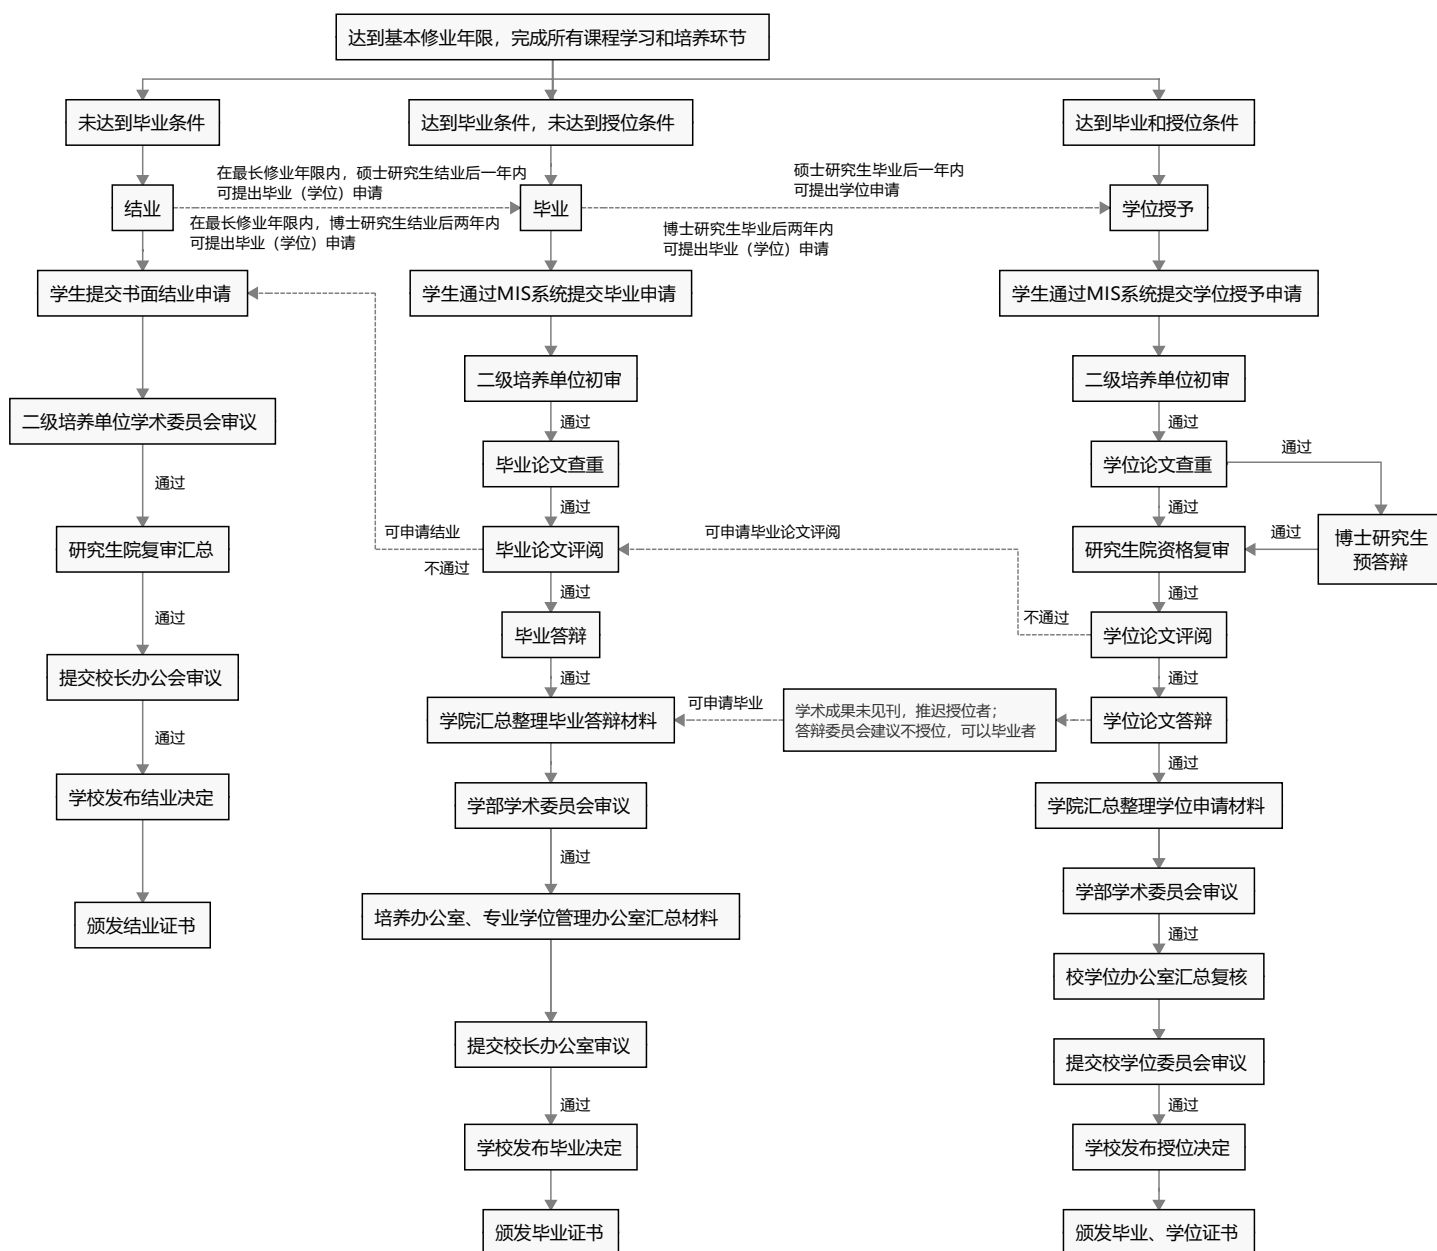 达到基本修业年限，完成所有课程学习和培养环节
未达到毕业条件
达到毕业条件，未达到授位条件
达到毕业和授位条件
在最长修业年限内，硕士研究生结业后一年内
可提出毕业（学位）申请
硕士研究生毕业后一年内
可提出学位申请
结业
毕业
学位授予
在最长修业年限内，博士研究生结业后两年内
可提出毕业（学位）申请
博士研究生毕业后两年内
可提出毕业（学位）申请
学生提交书面结业申请
学生通过MIS系统提交毕业申请
学生通过MIS系统提交学位授予申请
二级培养单位初审
二级培养单位初审
二级培养单位学术委员会审议
通过
通过
通过
毕业论文查重
学位论文查重
通过
通过
通过
可申请结业
可申请毕业论文评阅
通过
博士研究生
预答辩
研究生院复审汇总
毕业论文评阅
研究生院资格复审
不通过
通过
通过
通过
不通过
毕业答辩
学位论文评阅
提交校长办公会审议
通过
通过
可申请毕业
学术成果未见刊，推迟授位者；
答辩委员会建议不授位，可以毕业者
学院汇总整理毕业答辩材料
学位论文答辩
通过
通过
学校发布结业决定
学部学术委员会审议
学院汇总整理学位申请材料
通过
学部学术委员会审议
颁发结业证书
培养办公室、专业学位管理办公室汇总材料
通过
校学位办公室汇总复核
提交校长办公室审议
提交校学位委员会审议
通过
通过
学校发布毕业决定
学校发布授位决定
颁发毕业证书
颁发毕业、学位证书